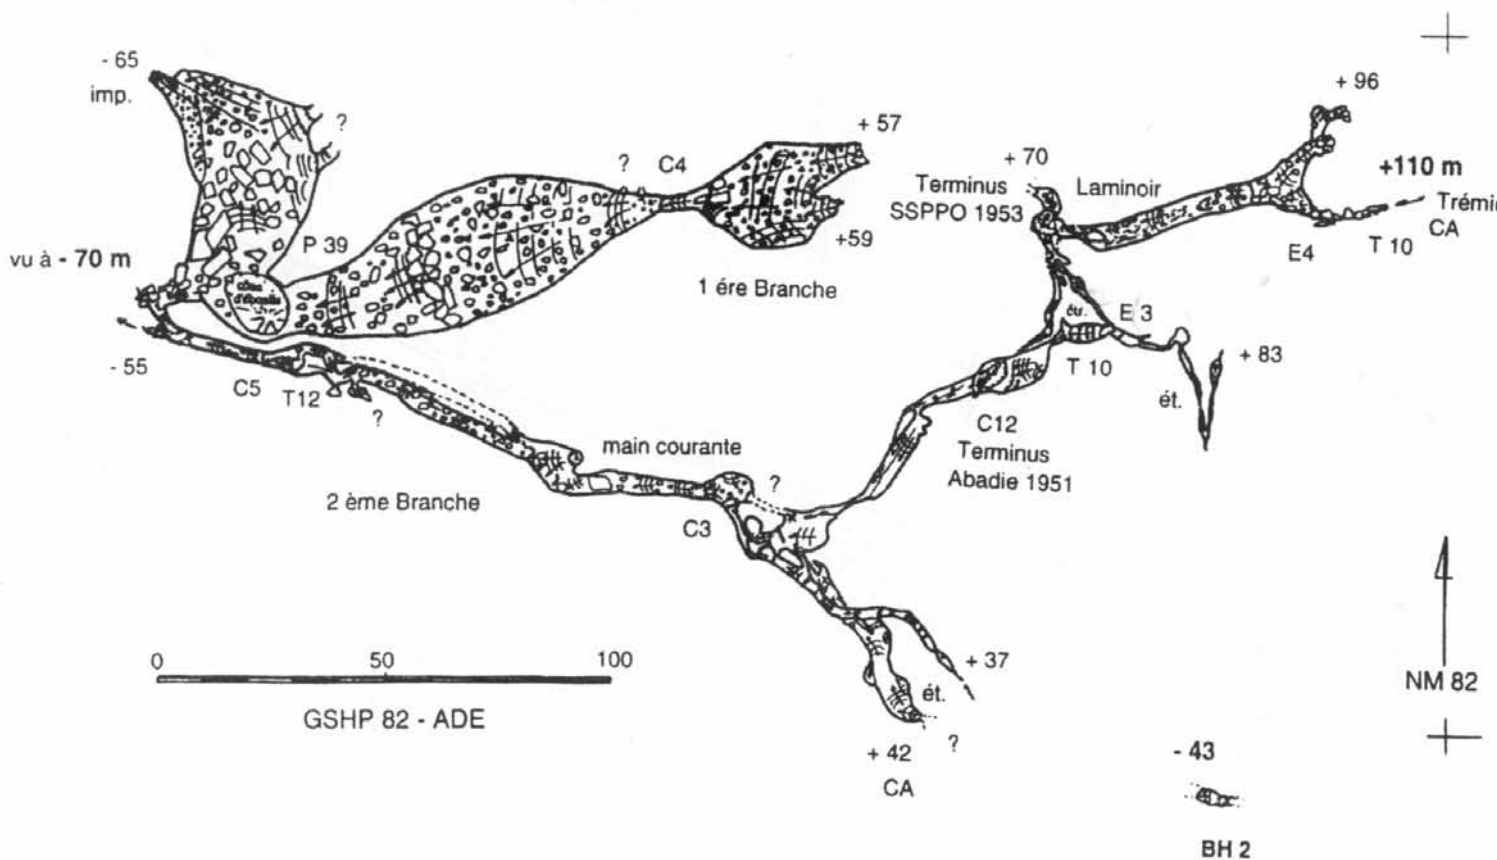 - 65
imp.
?
+ 96
+ 57
? C4
+ 70
Terminus
SSPPO 1953
Laminoir
+110 m
Trémi
CA
T 10
E4
P 39
vu à - 70 m
+59
1 ére Branche
E 3
T 10
+ 83
ét.
- 55
C5
T12
?
C12
Terminus
Abadie 1951
main courante
2 ème Branche
?
C3
0 50 100
GSHP 82 - ADE
+ 37
ét.
?
+ 42
CA
NM 82
- 43
BH 2